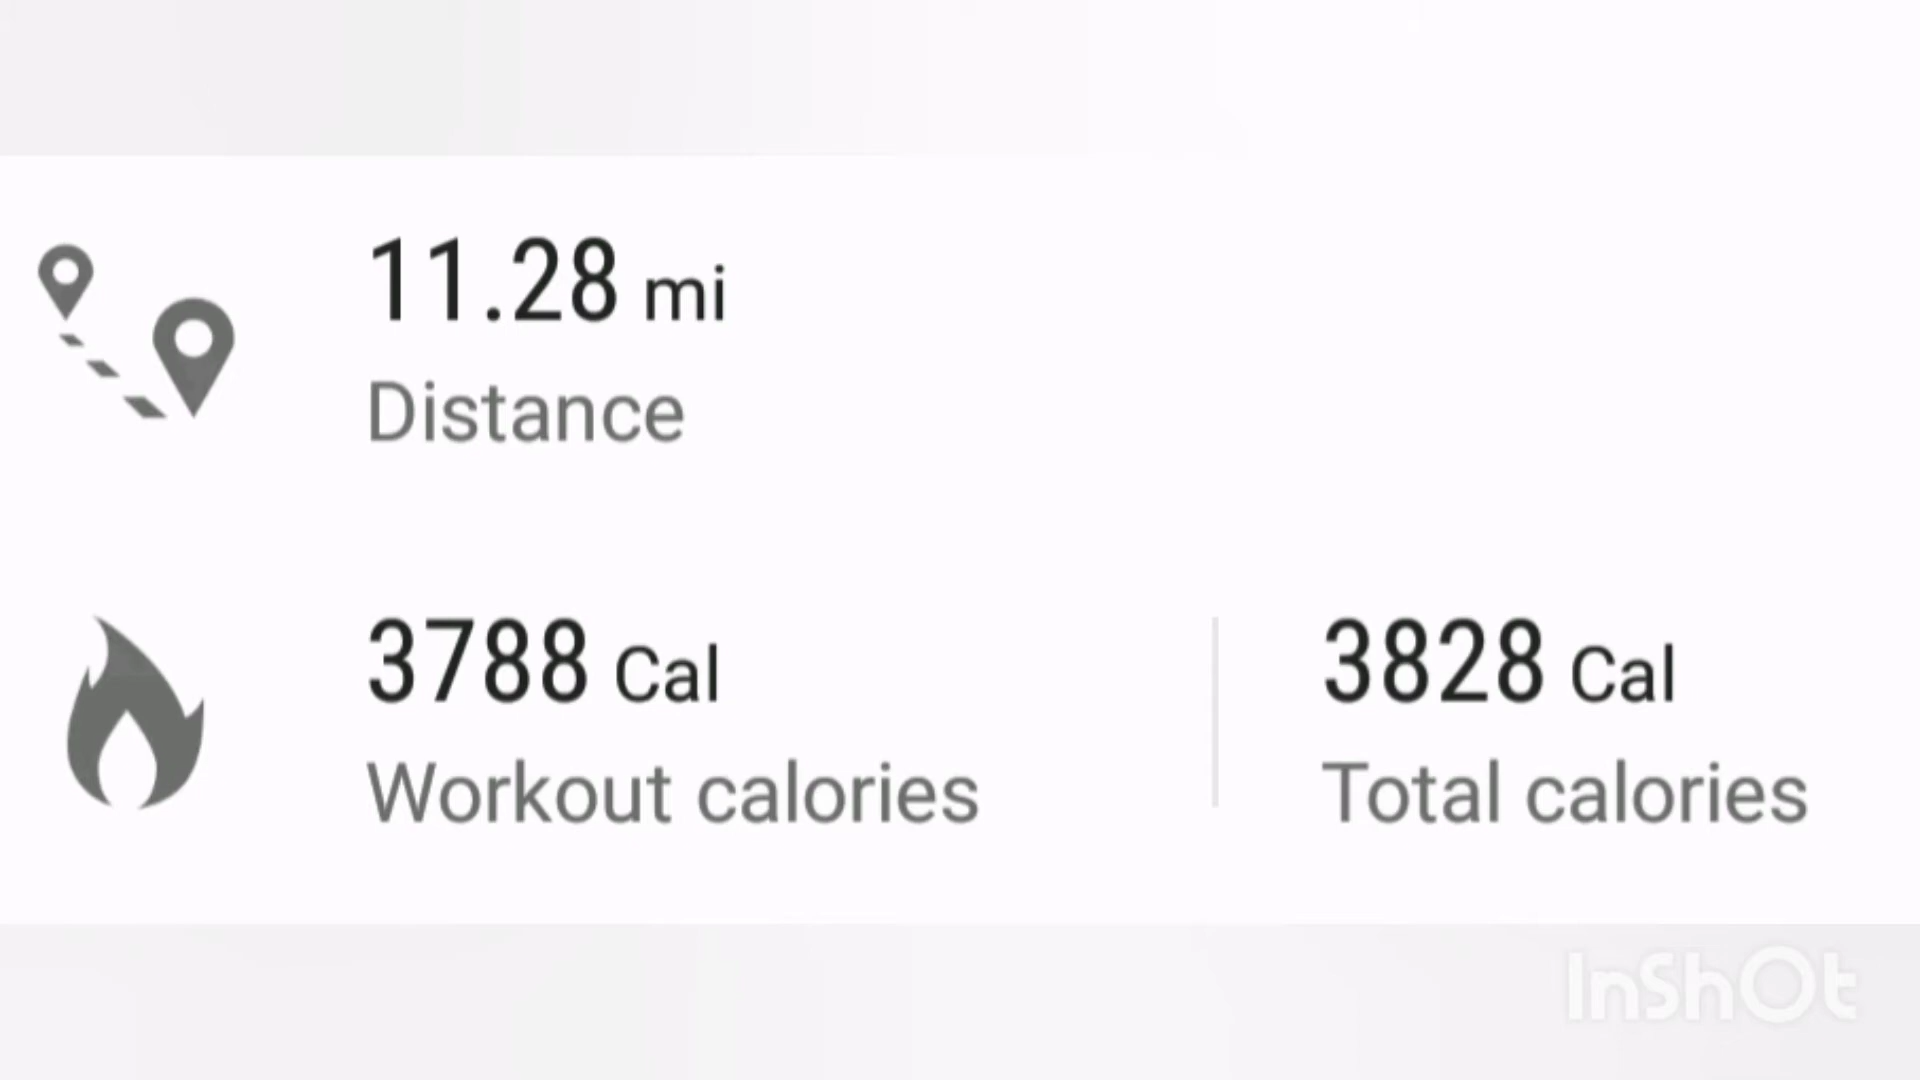 11.28 mi
Distance
3788 Cal
Workout calories
3828 Cal
Total calories
InShOt